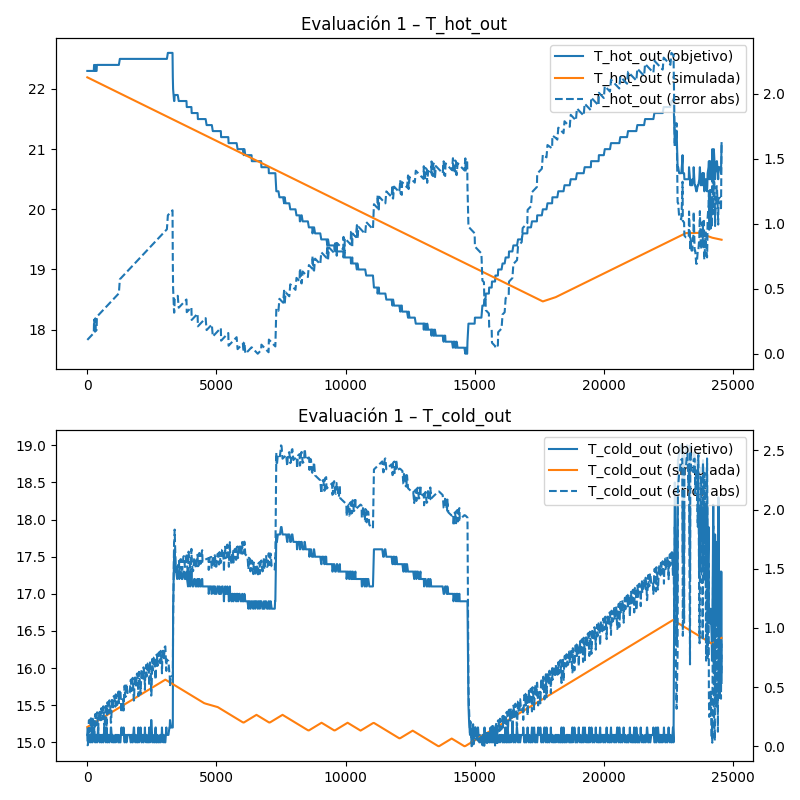 Evaluación 1 – T_hot_out
T_hot_out (objetivo)
T_hot_out (simulada)
T_hot_out (error abs)
22
21
20
19
18
2.0
1.5
1.0
0.5
0.0
0 5000 10000 15000 20000 25000
Evaluación 1 – T_cold_out
T_cold_out (objetivo)
T_cold_out (simulada)
T_cold_out (error abs)
19.0
18.5
18.0
17.5
17.0
16.5
16.0
15.5
15.0
2.5
2.0
1.5
1.0
0.5
0.0
0 5000 10000 15000 20000 25000